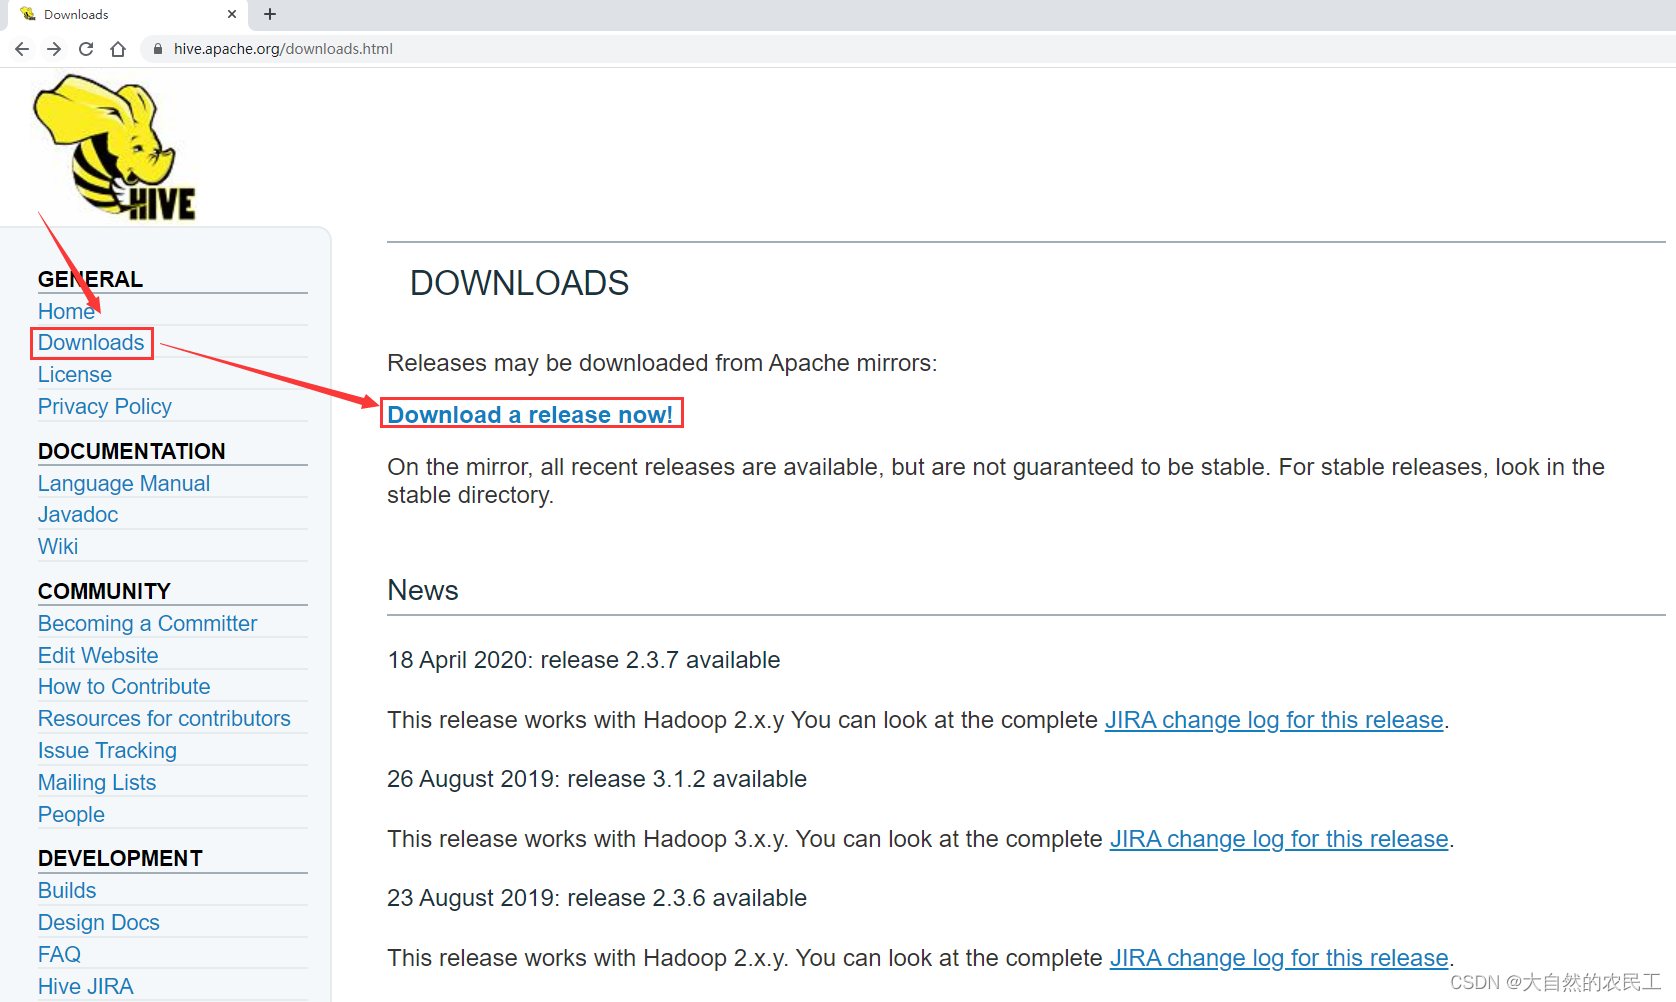 Downloads
hive.apache.org/downloads.html
HIVE
GENERAL
Home
Downloads
License
Privacy Policy
DOCUMENTATION
Language Manual
Javadoc
Wiki
COMMUNITY
Becoming a Committer
Edit Website
How to Contribute
Resources for contributors
Issue Tracking
Mailing Lists
People
DEVELOPMENT
Builds
Design Docs
FAQ
Hive JIRA
DOWNLOADS
Releases may be downloaded from Apache mirrors:
Download a release now!
On the mirror, all recent releases are available, but are not guaranteed to be stable. For stable releases, look in the
stable directory.
News
18 April 2020: release 2.3.7 available
This release works with Hadoop 2.x.y You can look at the complete JIRA change log for this release.
26 August 2019: release 3.1.2 available
This release works with Hadoop 3.x.y. You can look at the complete JIRA change log for this release.
23 August 2019: release 2.3.6 available
This release works with Hadoop 2.x.y. You can look at the complete JIRA change log for this release.
CSDN @大自然的农民工